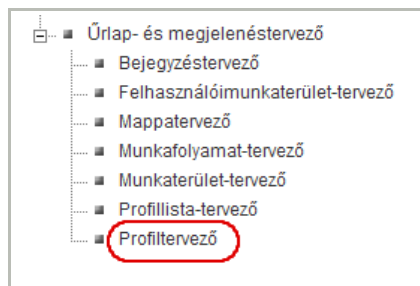 Űrlap- és megjelenéstervező
Bejegyzéstervező
Felhasználóimunkaterület-tervező
Mappatervező
Munkafolyamat-tervező
Munkaterület-tervező
Profillista-tervező
Profiltervező